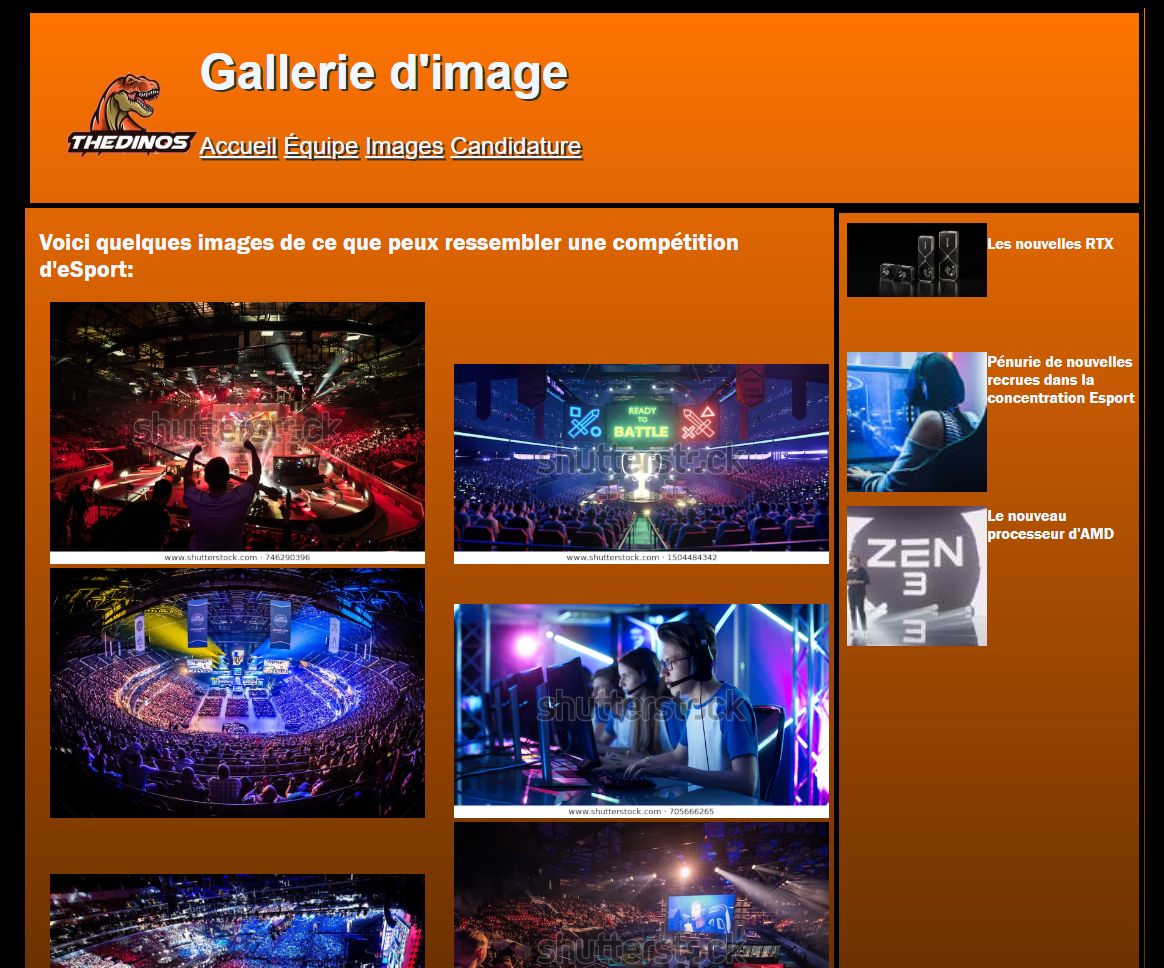 Gallerie d'image
THEDINOS
Accueil Équipe Images Candidature
Voici quelques images de ce que peux ressembler une compétition
d'eSport:
shutterstock
www.shutterstock.com · 746290396
READY
TO
BATTLE
shutterstock
www.shutterstock.com · 1504484342
shutterstock
www.shutterstock.com · 705666265
shutterstock
Les nouvelles RTX
Pénurie de nouvelles
recrues dans la
concentration Esport
ZEN
3
3
Le nouveau
processeur d'AMD